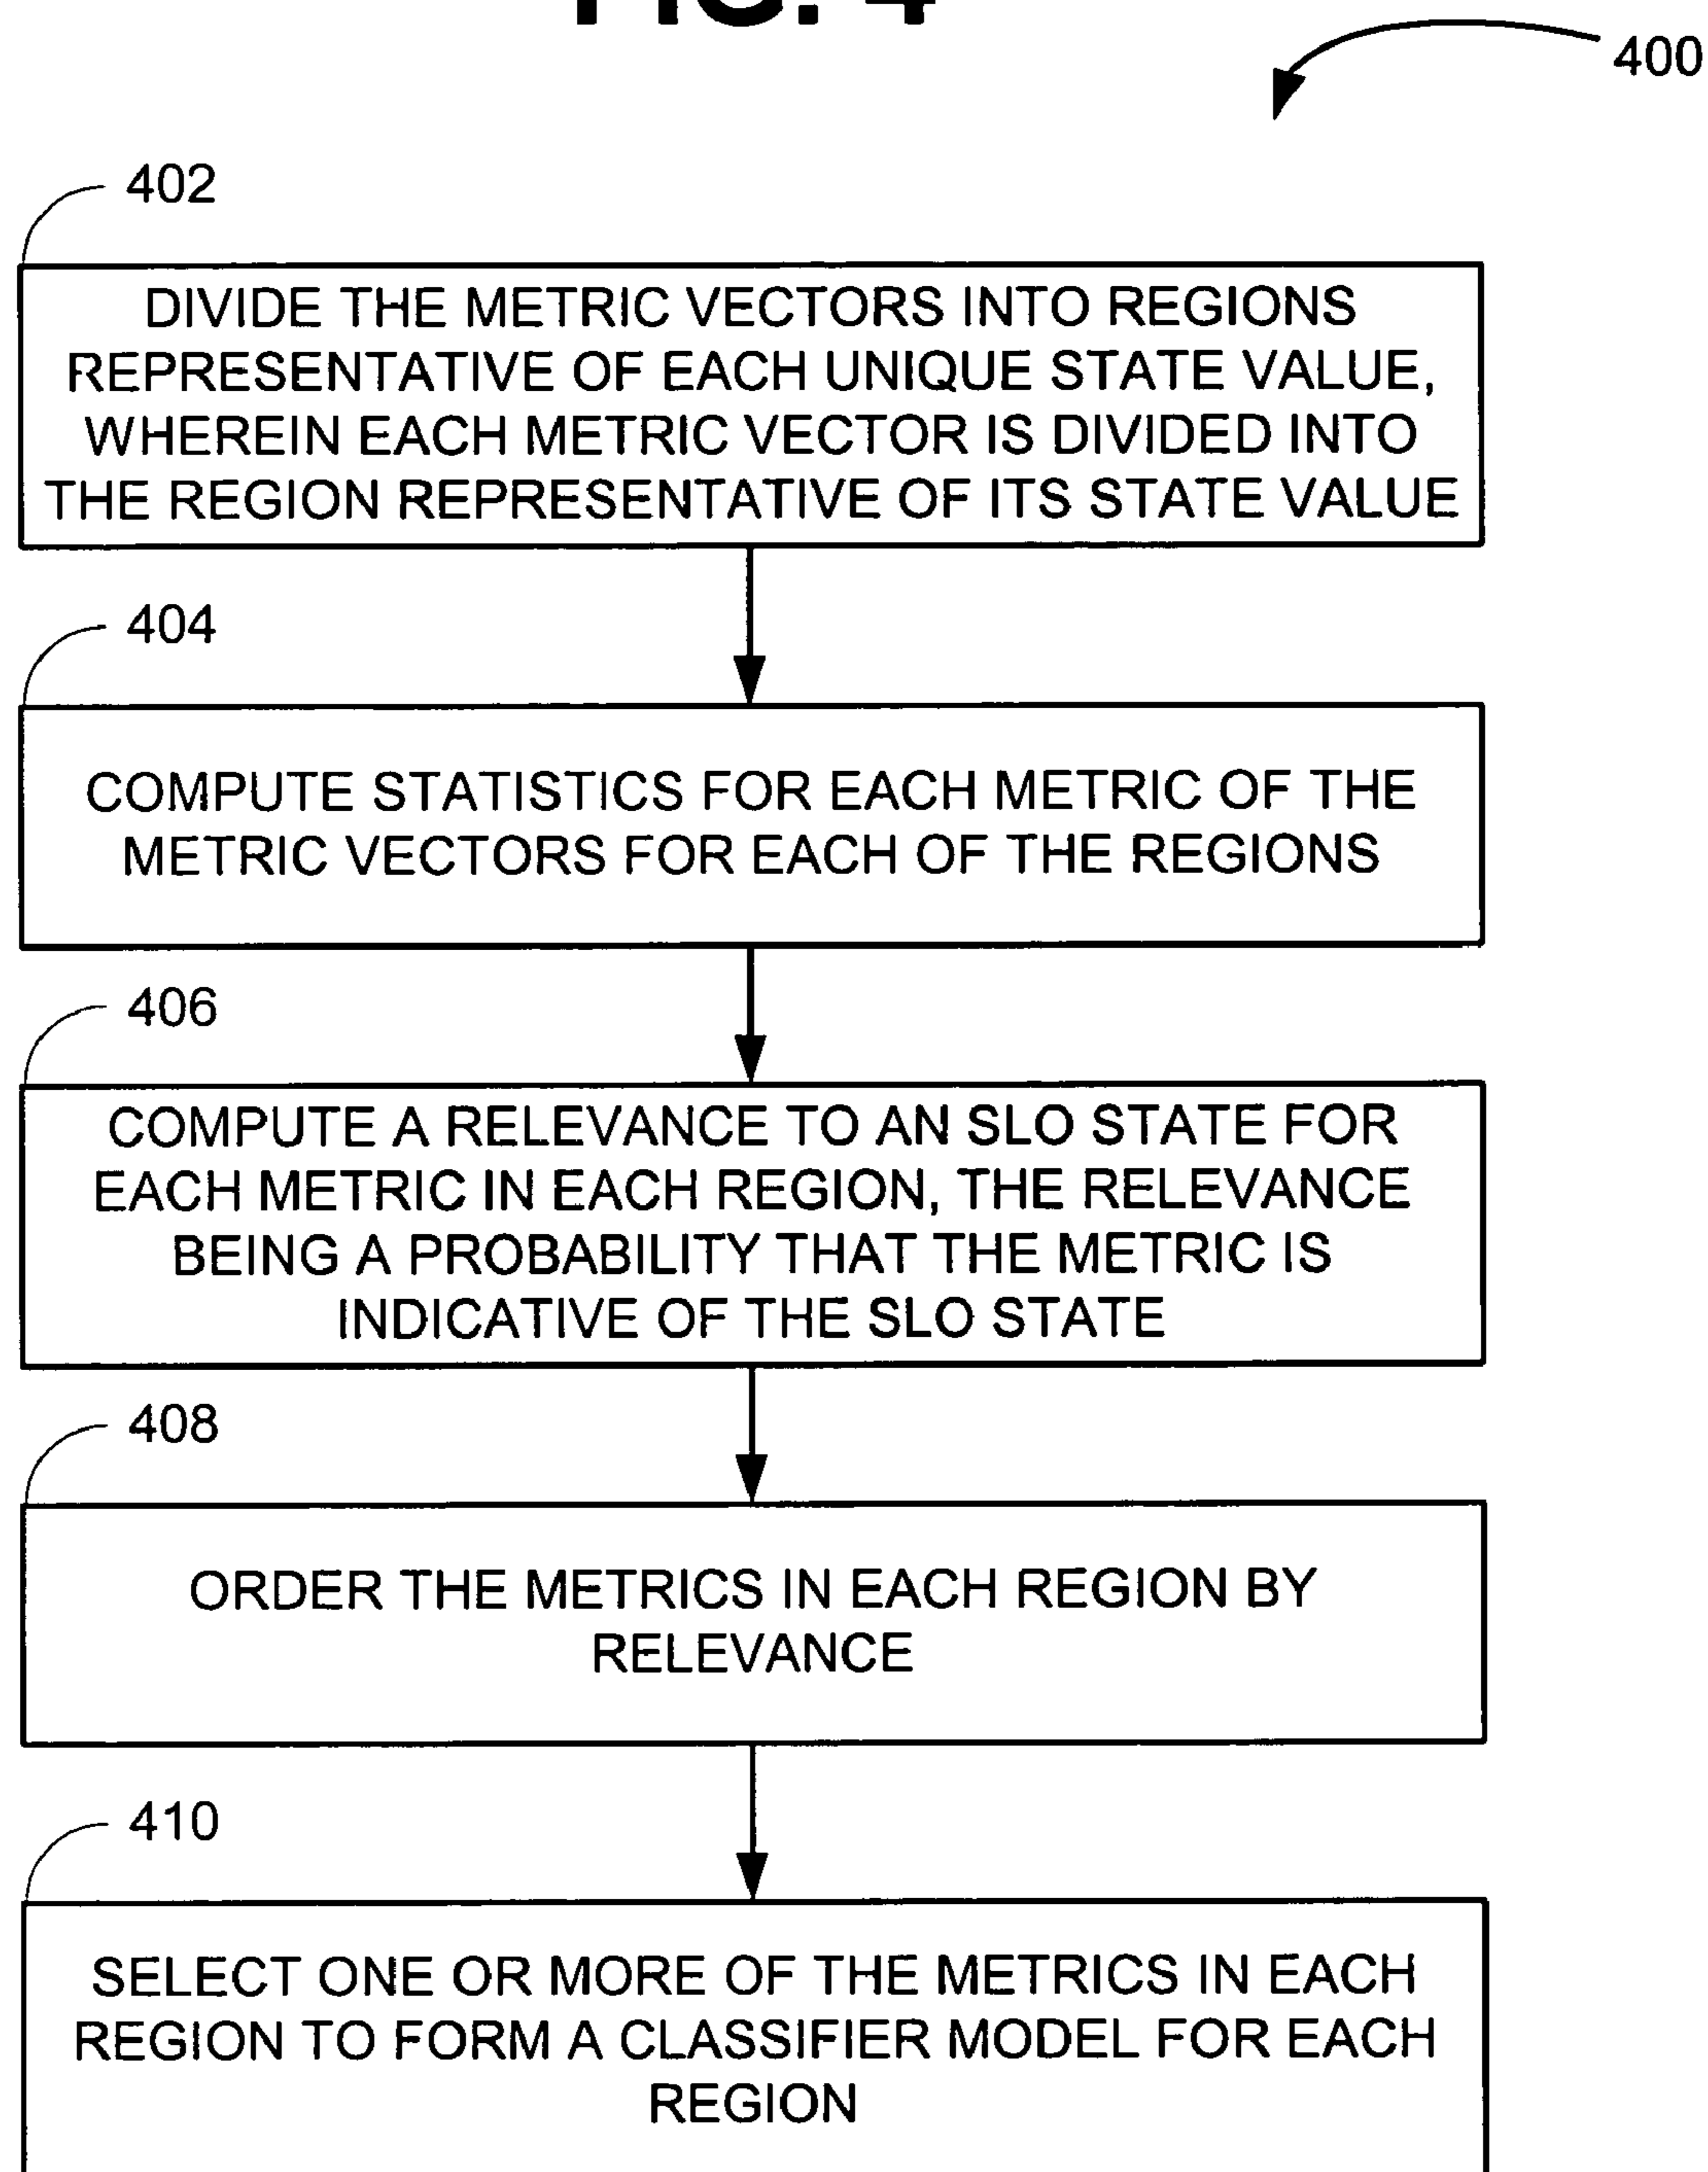 FIG. 4
400
402
DIVIDE THE METRIC VECTORS INTO REGIONS
REPRESENTATIVE OF EACH UNIQUE STATE VALUE,
WHEREIN EACH METRIC VECTOR IS DIVIDED INTO
THE REGION REPRESENTATIVE OF ITS STATE VALUE
404
COMPUTE STATISTICS FOR EACH METRIC OF THE
METRIC VECTORS FOR EACH OF THE REGIONS
406
COMPUTE A RELEVANCE TO AN SLO STATE FOR
EACH METRIC IN EACH REGION, THE RELEVANCE
BEING A PROBABILITY THAT THE METRIC IS
INDICATIVE OF THE SLO STATE
408
ORDER THE METRICS IN EACH REGION BY
RELEVANCE
410
SELECT ONE OR MORE OF THE METRICS IN EACH
REGION TO FORM A CLASSIFIER MODEL FOR EACH
REGION